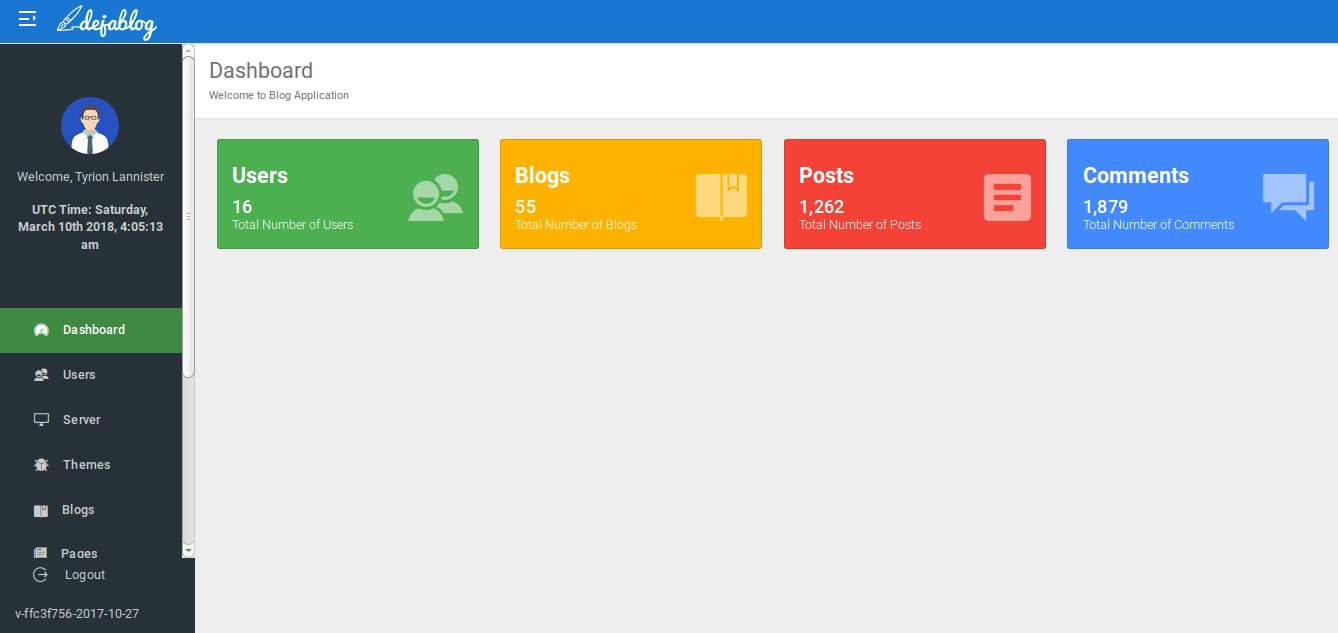 dejablog
Welcome, Tyrion Lannister
UTC Time: Saturday,
March 10th 2018, 4:05:13
am
Dashboard
Users
Server
Themes
Blogs
Pages
Logout
v-ffc3f756-2017-10-27
Dashboard
Welcome to Blog Application
Users
16
Total Number of Users
Blogs
55
Total Number of Blogs
Posts
1,262
Total Number of Posts
Comments
1,879
Total Number of Comments